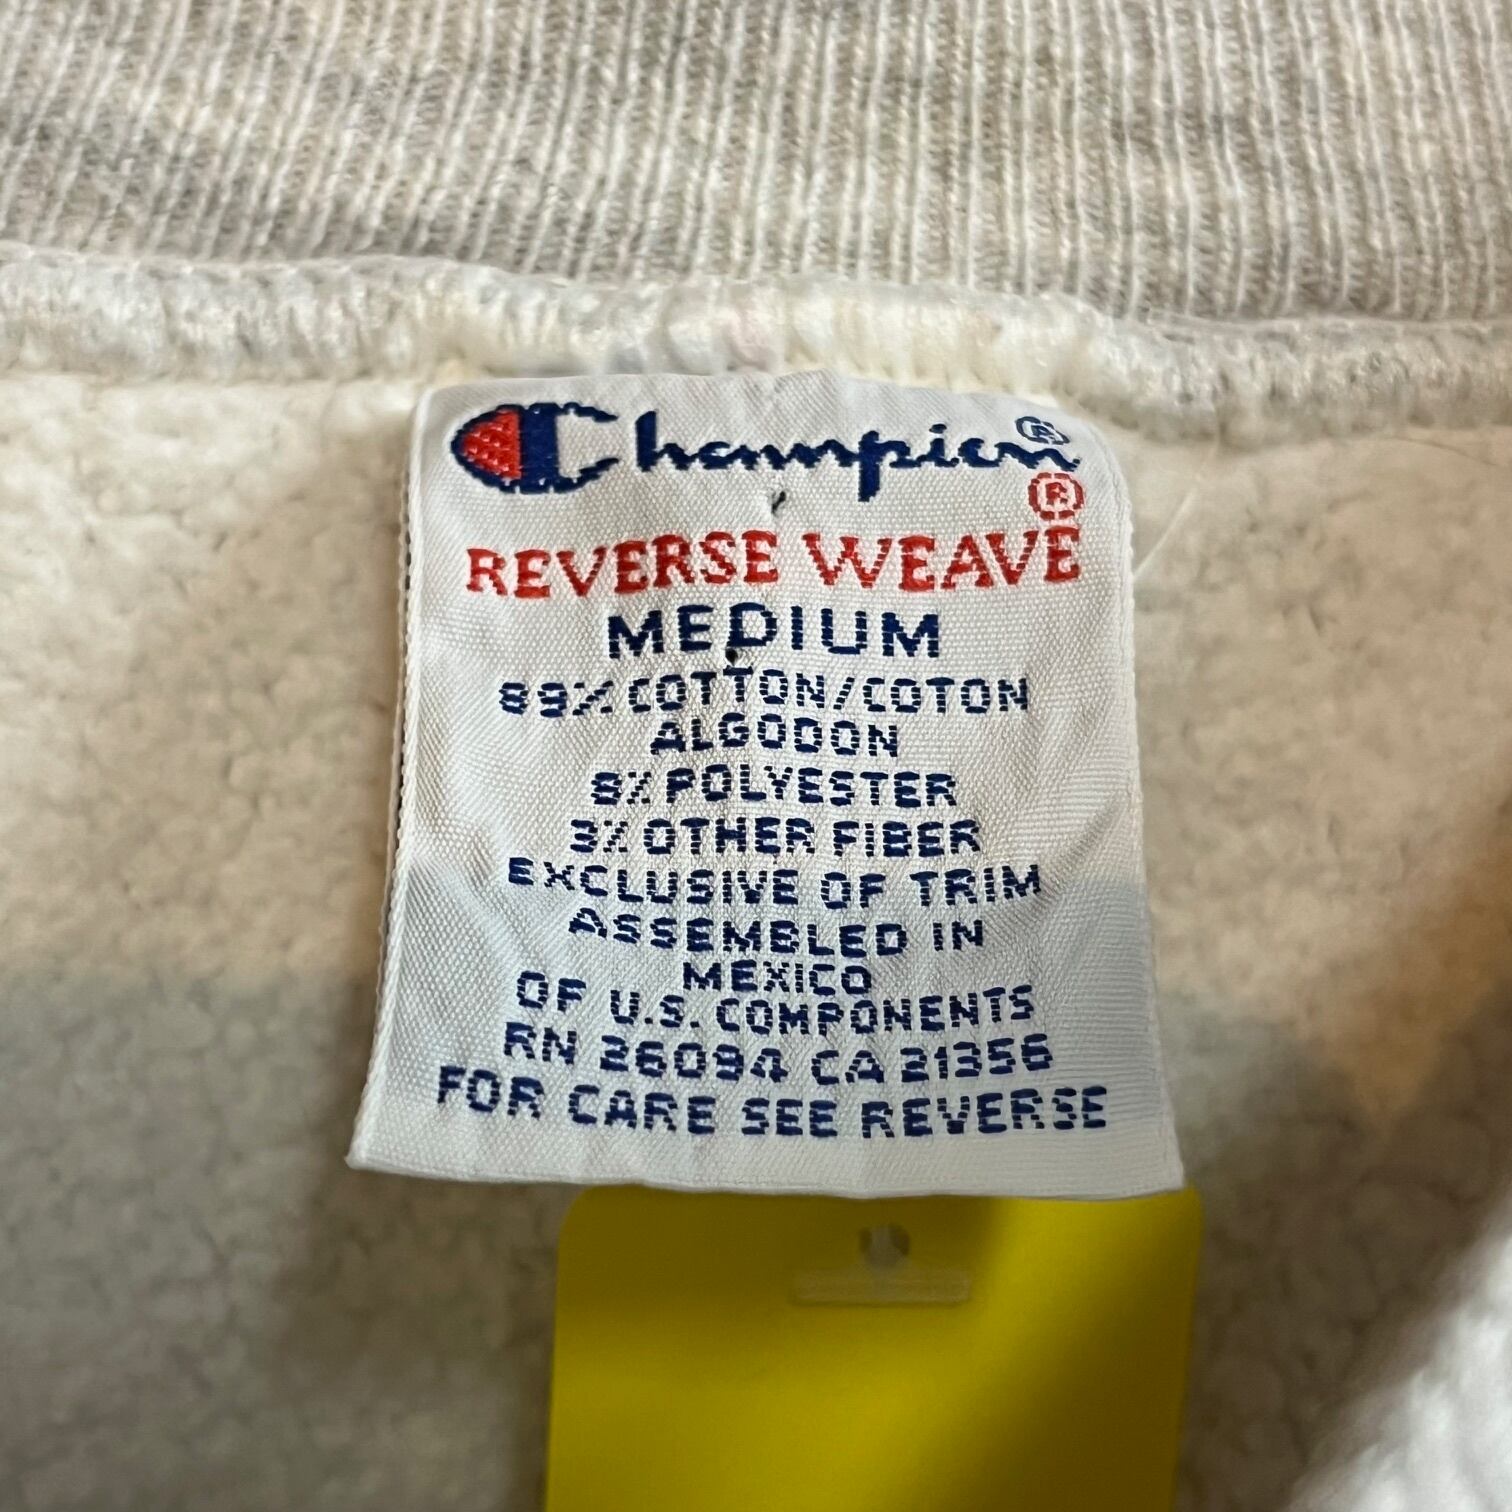 Champion®
®
REVERSE WEAVE
MEDIUM
89% COTTON/COTON
ALGODON
8% POLYESTER
3% OTHER FIBER
EXCLUSIVE OF TRIM
ASSEMBLED IN
MEXICO
OF U.S. COMPONENTS
RN 26094 CA 21356
FOR CARE SEE REVERSE